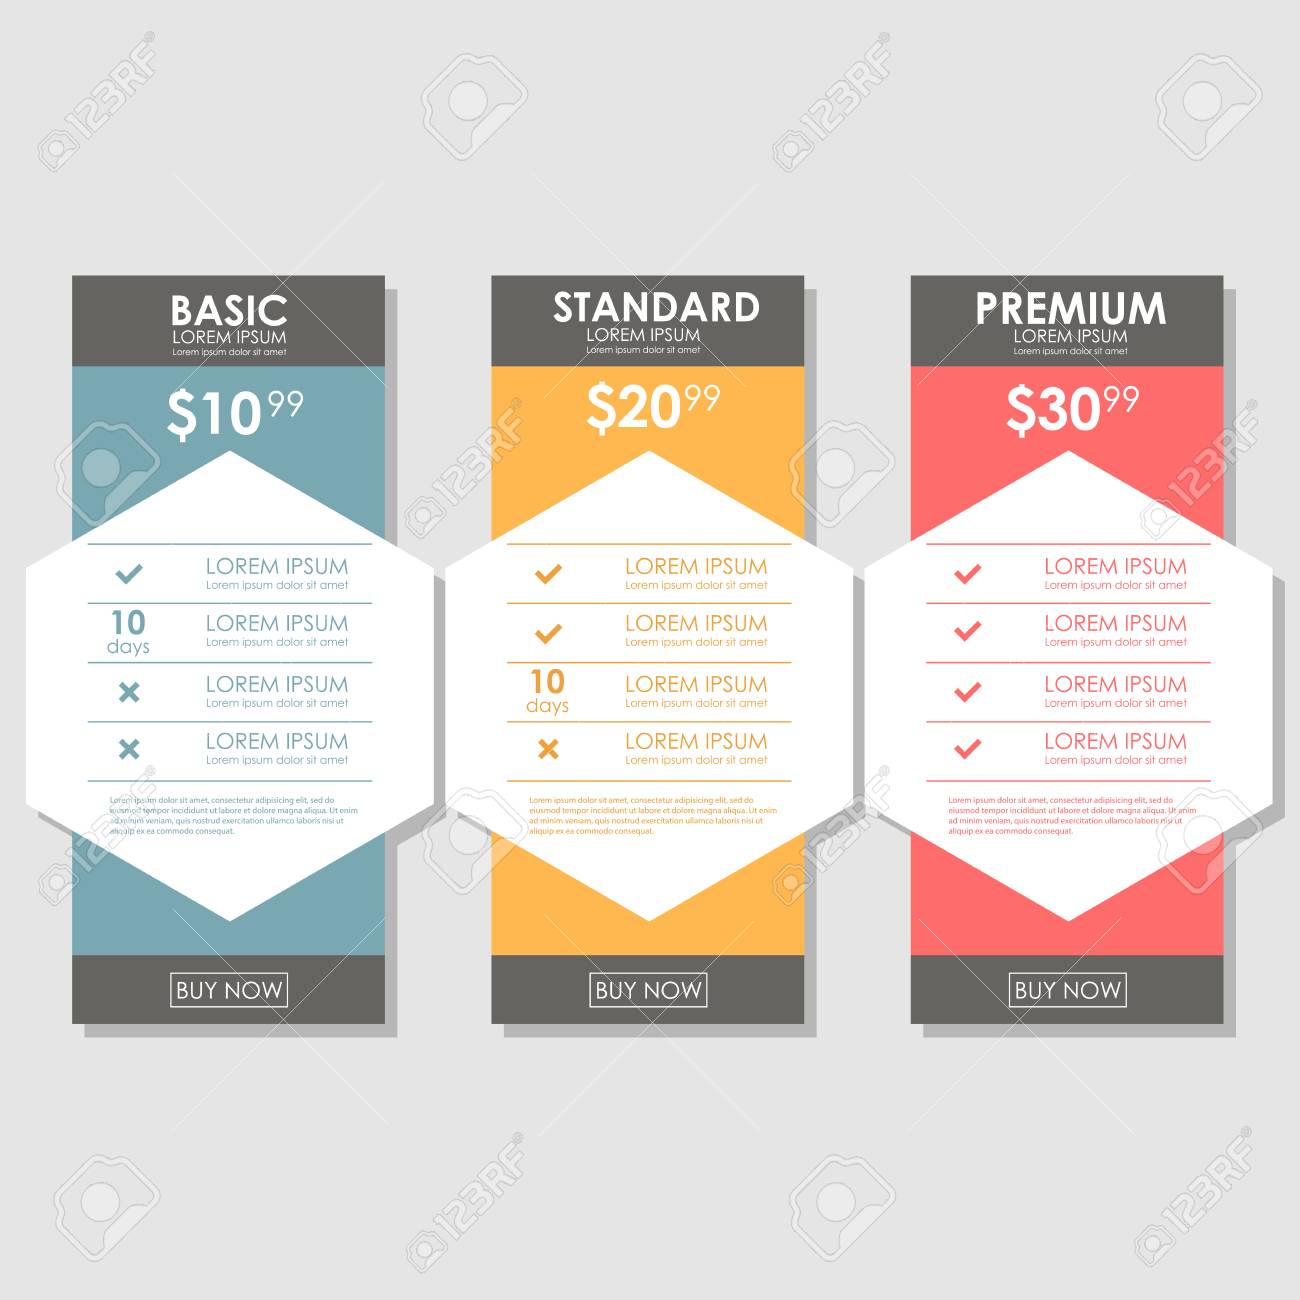 BASIC
LOREM IPSUM
Lorem ipsum dolor sit amet
$10 99
LOREM IPSUM
Lorem ipsum dolor sit amet
10
days
LOREM IPSUM
Lorem ipsum dolor sit amet
LOREM IPSUM
Lorem ipsum dolor sit amet
LOREM IPSUM
Lorem ipsum dolor sit amet
Lorem ipsum dolor sit amet, consectetur adipisicing elit, sed do
eiusmod tempor incididunt ut labore et dolore magna aliqua. Ut enim
ad minim veniam, quis nostrud exercitation ullamco laboris nisi ut
aliquip ex ea commodo consequat.
BUY NOW
STANDARD
LOREM IPSUM
Lorem ipsum dolor sit amet
$20 99
LOREM IPSUM
Lorem ipsum dolor sit amet
LOREM IPSUM
Lorem ipsum dolor sit amet
10
days
LOREM IPSUM
Lorem ipsum dolor sit amet
LOREM IPSUM
Lorem ipsum dolor sit amet
Lorem ipsum dolor sit amet, consectetur adipisicing elit, sed do
eiusmod tempor incididunt ut labore et dolore magna aliqua. Ut enim
ad minim veniam, quis nostrud exercitation ullamco laboris nisi ut
aliquip ex ea commodo consequat.
BUY NOW
PREMIUM
LOREM IPSUM
Lorem ipsum dolor sit amet
$30 99
LOREM IPSUM
Lorem ipsum dolor sit amet
LOREM IPSUM
Lorem ipsum dolor sit amet
LOREM IPSUM
Lorem ipsum dolor sit amet
LOREM IPSUM
Lorem ipsum dolor sit amet
Lorem ipsum dolor sit amet, consectetur adipisicing elit, sed do
eiusmod tempor incididunt ut labore et dolore magna aliqua. Ut enim
ad minim veniam, quis nostrud exercitation ullamco laboris nisi ut
aliquip ex ea commodo consequat.
BUY NOW
123RF
123RF
123RF
123RF
123RF
123RF
123RF
123RF